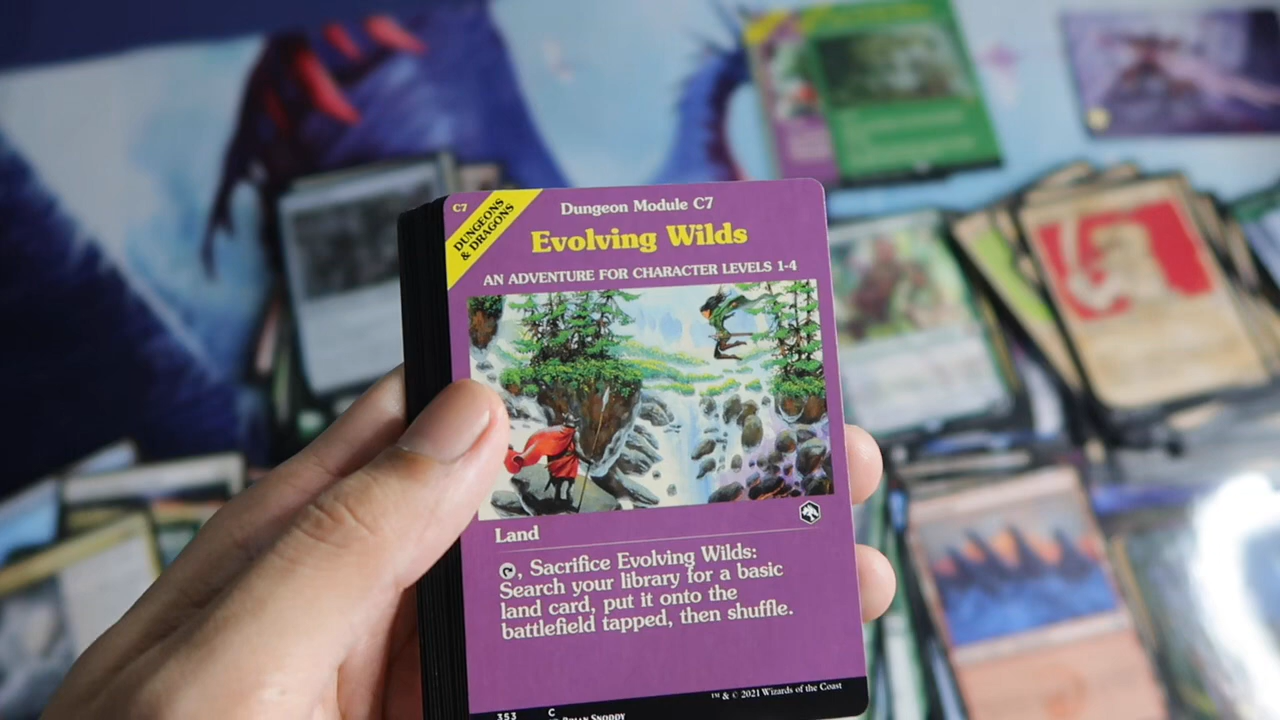 C7
DUNGEONS
& DRAGONS
Dungeon Module C7
Evolving Wilds
AN ADVENTURE FOR CHARACTER LEVELS 1-4
Land
, Sacrifice Evolving Wilds:
Search your library for a basic
land card, put it onto the
battlefield tapped, then shuffle.
™ & © 2021 Wizards of the Coast
353 C
BRIAN SNODDY